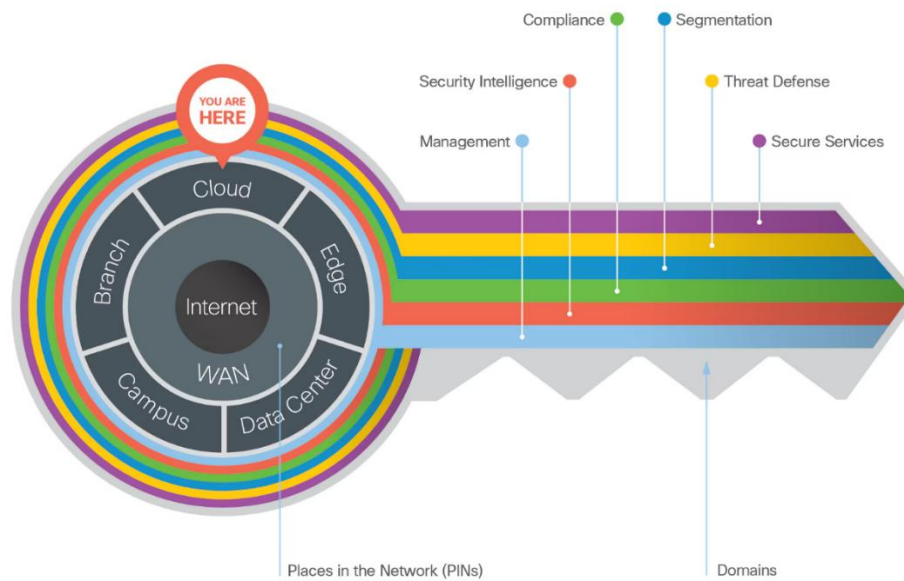 Compliance
Segmentation
Security Intelligence
Threat Defense
Management
Secure Services
YOU ARE
HERE
Cloud
Branch
Edge
Internet
WAN
Campus
Data Center
Places in the Network (PINs)
Domains